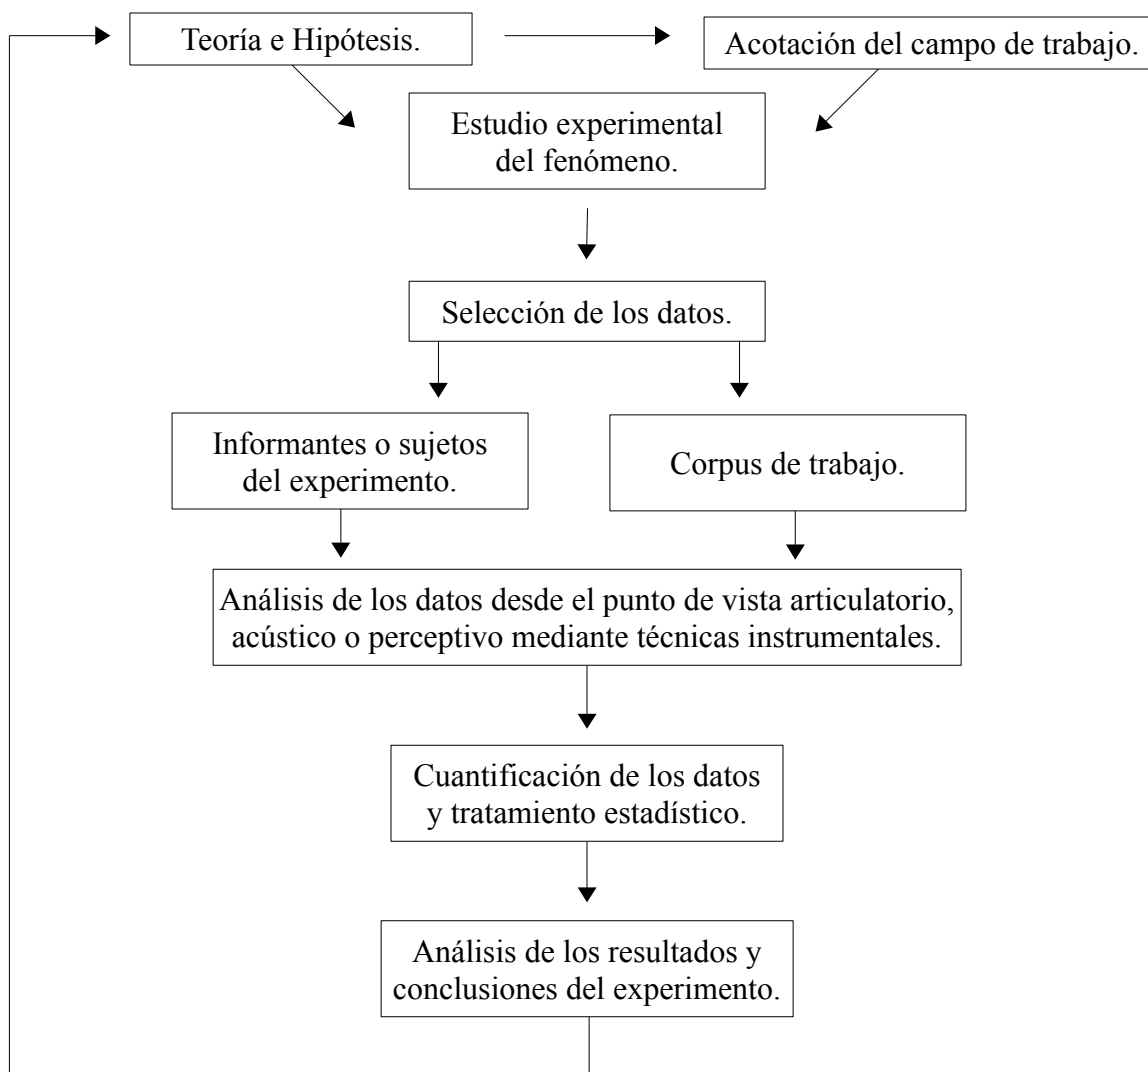 Teoría e Hipótesis.
Acotación del campo de trabajo.
Estudio experimental
del fenómeno.
Selección de los datos.
Informantes o sujetos
del experimento.
Corpus de trabajo.
Análisis de los datos desde el punto de vista articulatorio,
acústico o perceptivo mediante técnicas instrumentales.
Cuantificación de los datos
y tratamiento estadístico.
Análisis de los resultados y
conclusiones del experimento.